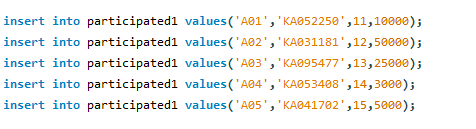 insert into participated1 values('A01','KA052250',11,10000);
insert into participated1 values('A02','KA031181',12,50000);
insert into participated1 values('A03','KA095477',13,25000);
insert into participated1 values('A04','KA053408',14,3000);
insert into participated1 values('A05','KA041702',15,5000);